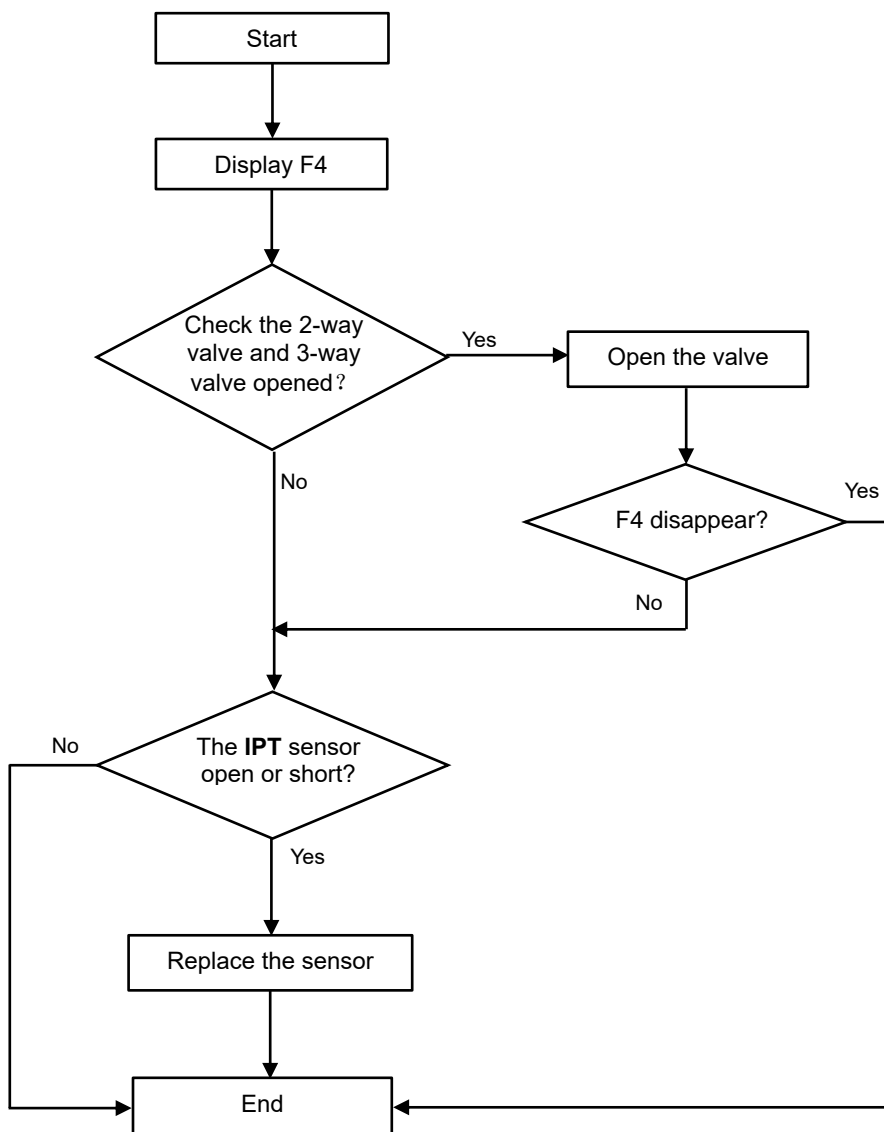 Start
Display F4
Check the 2-way
valve and 3-way
valve opened？
Yes
Open the valve
No
F4 disappear?
Yes
No
The IPT sensor
open or short?
No
Yes
Replace the sensor
End